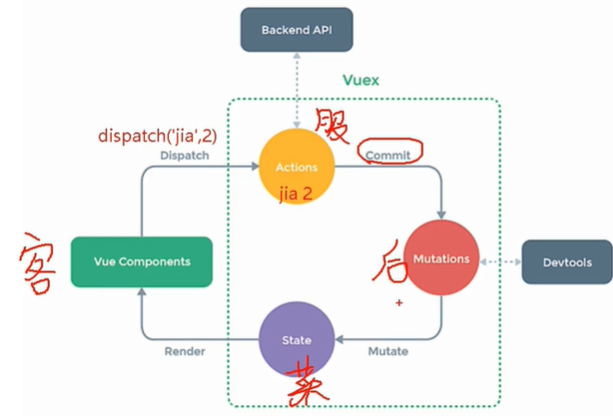 Backend API
Vuex
服
dispatch('jia',2)
Dispatch
Commit
Actions
jia 2
客
Vue Components
后
Mutations
Devtools
State
Render
Mutate
菜